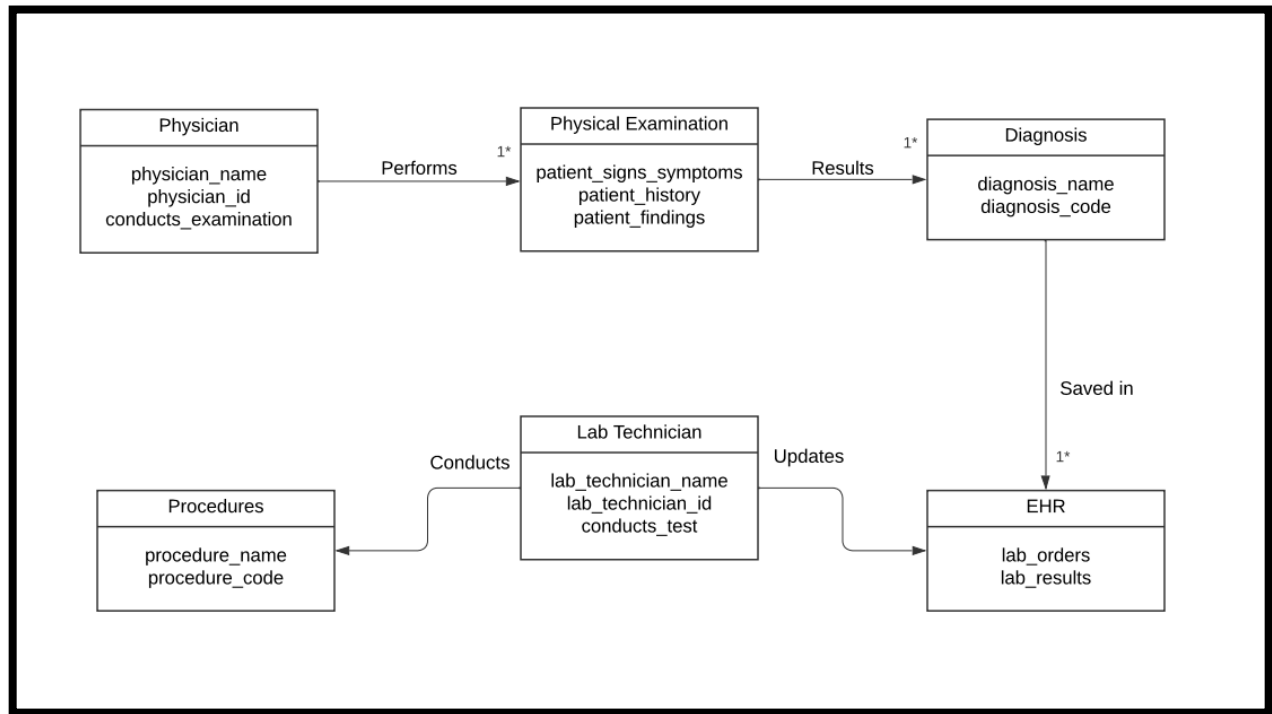 Physician
physician_name
physician_id
conducts_examination
Performs
1*
Physical Examination
patient_signs_symptoms
patient_history
patient_findings
Results
1*
Diagnosis
diagnosis_name
diagnosis_code
Saved in
1*
Procedures
procedure_name
procedure_code
Conducts
Lab Technician
lab_technician_name
lab_technician_id
conducts_test
Updates
EHR
lab_orders
lab_results